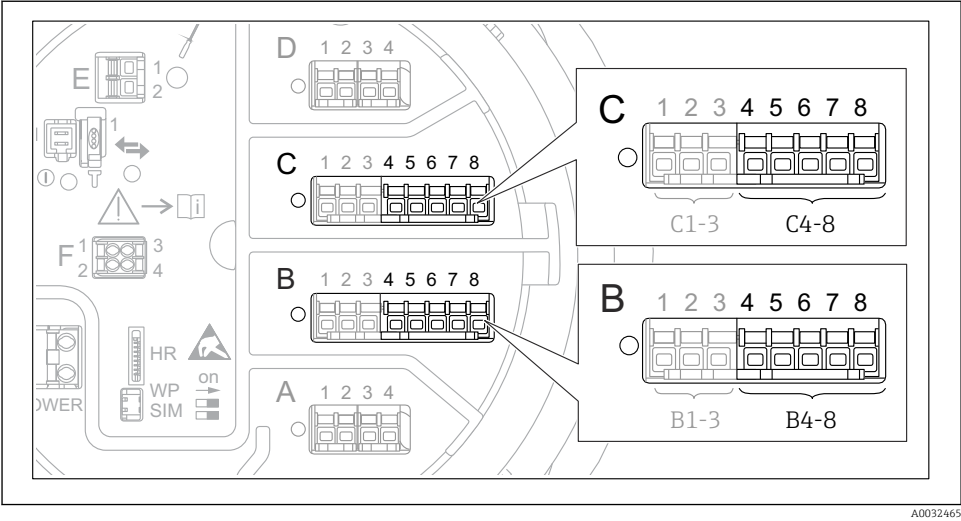 D 1 2 3 4
E 1
2
1
C 1 2 3 4 5 6 7 8
C 1 2 3 4 5 6 7 8
C1-3 C4-8
i
F 1 3
2 4
B 1 2 3 4 5 6 7 8
B 1 2 3 4 5 6 7 8
B1-3 B4-8
HR
on
WP
SIM
OWER
A 1 2 3 4
A0032465